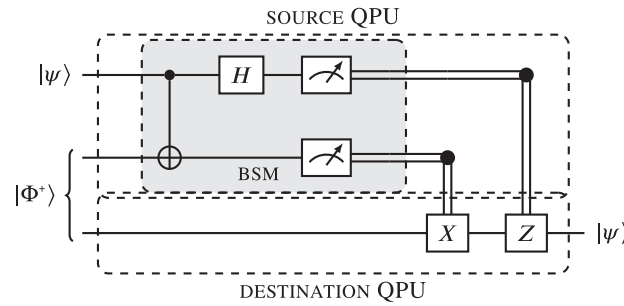 SOURCE QPU
|ψ⟩
H
BSM
|Φ⁺⟩
X
Z
|ψ⟩
DESTINATION QPU